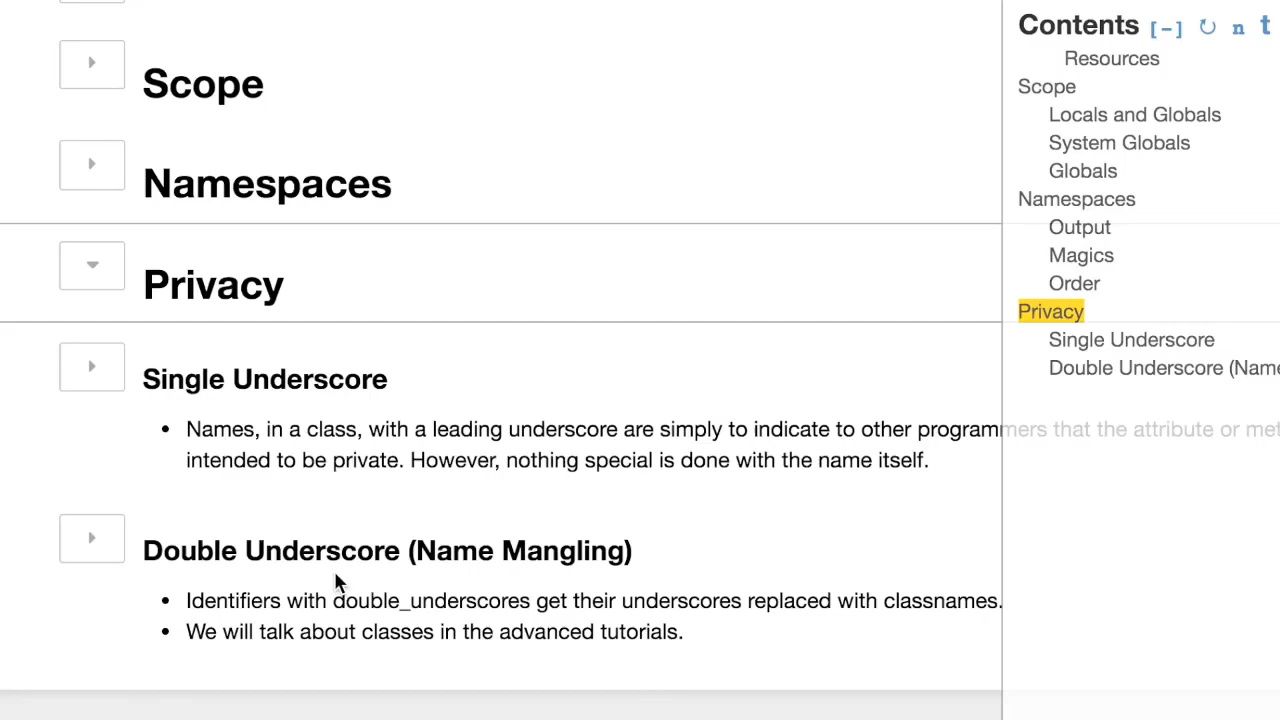 Scope
Namespaces
Privacy
Single Underscore
• Names, in a class, with a leading underscore are simply to indicate to other programmers that the attribute or met
intended to be private. However, nothing special is done with the name itself.
Double Underscore (Name Mangling)
• Identifiers with double_underscores get their underscores replaced with classnames.
• We will talk about classes in the advanced tutorials.
Contents [-] ↻ n t
Resources
Scope
Locals and Globals
System Globals
Globals
Namespaces
Output
Magics
Order
Privacy
Single Underscore
Double Underscore (Name